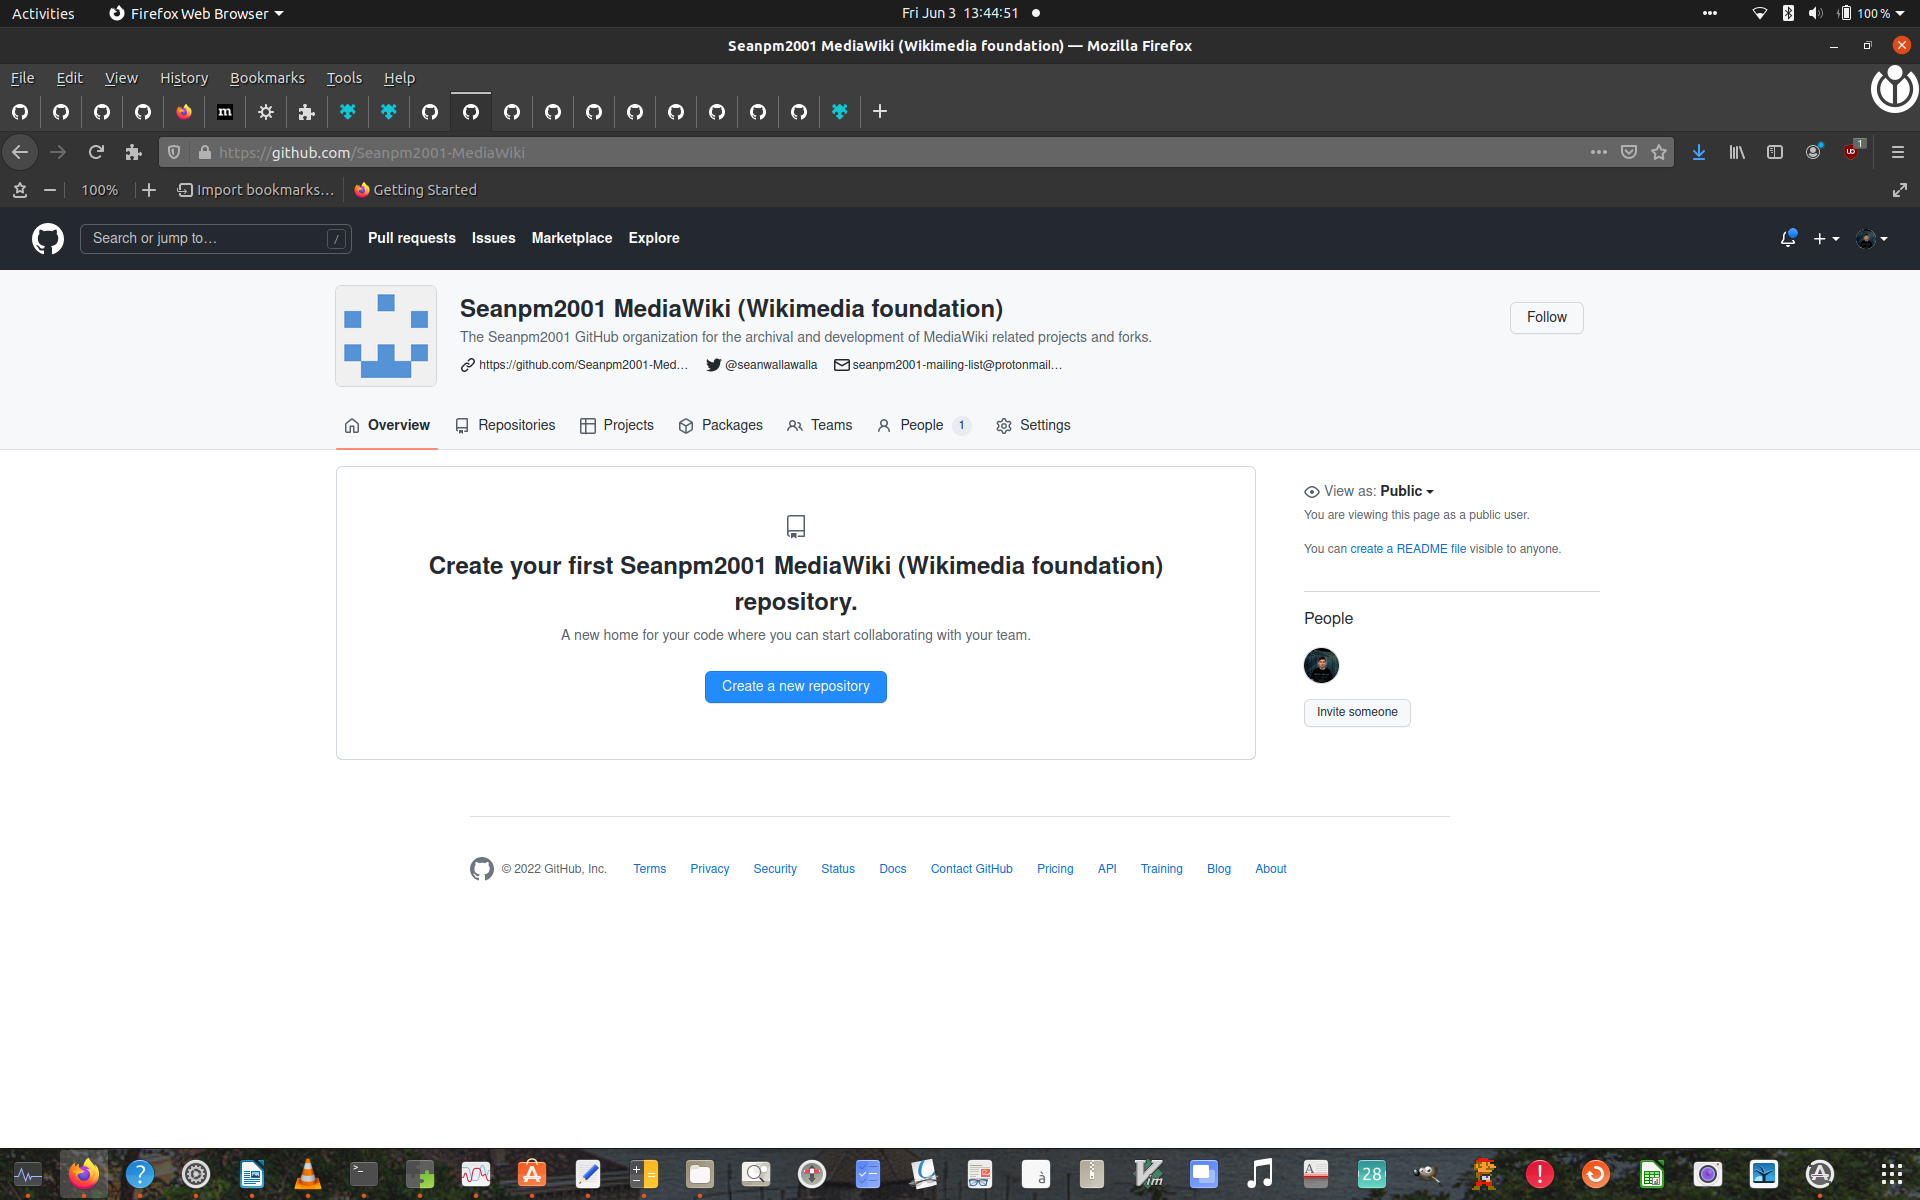 Activities Firefox Web Browser Fri Jun 3 13:44:51 100 %
Seanpm2001 MediaWiki (Wikimedia foundation) — Mozilla Firefox
File Edit View History Bookmarks Tools Help
m
https://github.com/Seanpm2001-MediaWiki 1
100% Import bookmarks... Getting Started
Search or jump to... / Pull requests Issues Marketplace Explore
Seanpm2001 MediaWiki (Wikimedia foundation)
Follow
The Seanpm2001 GitHub organization for the archival and development of MediaWiki related projects and forks.
https://github.com/Seanpm2001-Med... @seanwallawalla seanpm2001-mailing-list@protonmail...
Overview Repositories Projects Packages Teams People 1 Settings
Create your first Seanpm2001 MediaWiki (Wikimedia foundation)
repository.
A new home for your code where you can start collaborating with your team.
Create a new repository
View as: Public
You are viewing this page as a public user.
You can create a README file visible to anyone.
People
Invite someone
© 2022 GitHub, Inc. Terms Privacy Security Status Docs Contact GitHub Pricing API Training Blog About
? >_ A à Vim A 28 !